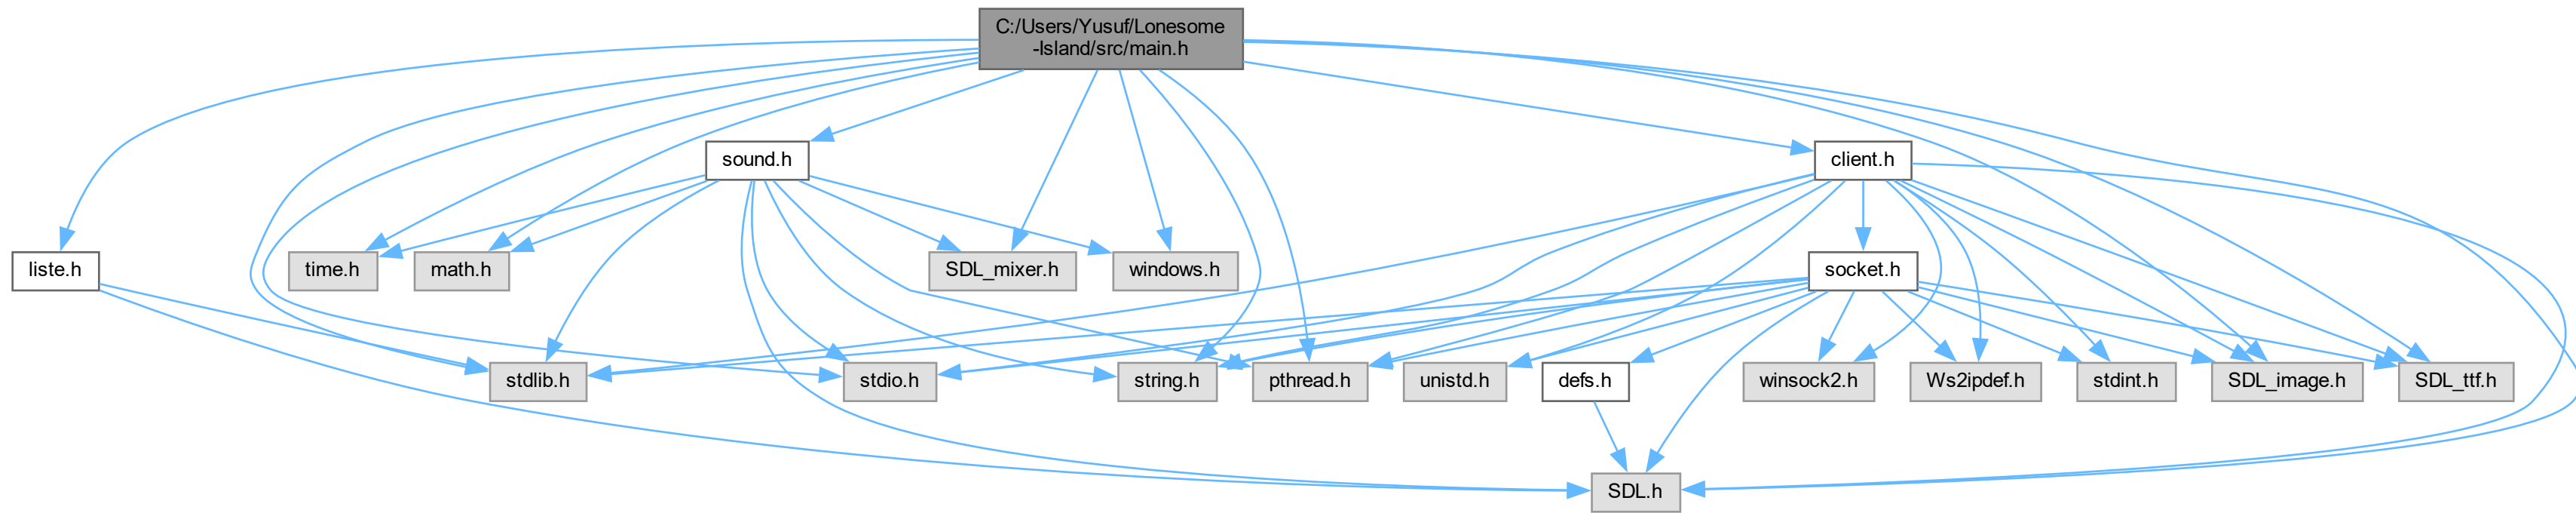 C:/Users/Yusuf/Lonesome
-Island/src/main.h
sound.h
client.h
liste.h
time.h
math.h
SDL_mixer.h
windows.h
socket.h
stdlib.h
stdio.h
string.h
pthread.h
unistd.h
defs.h
winsock2.h
Ws2ipdef.h
stdint.h
SDL_image.h
SDL_ttf.h
SDL.h